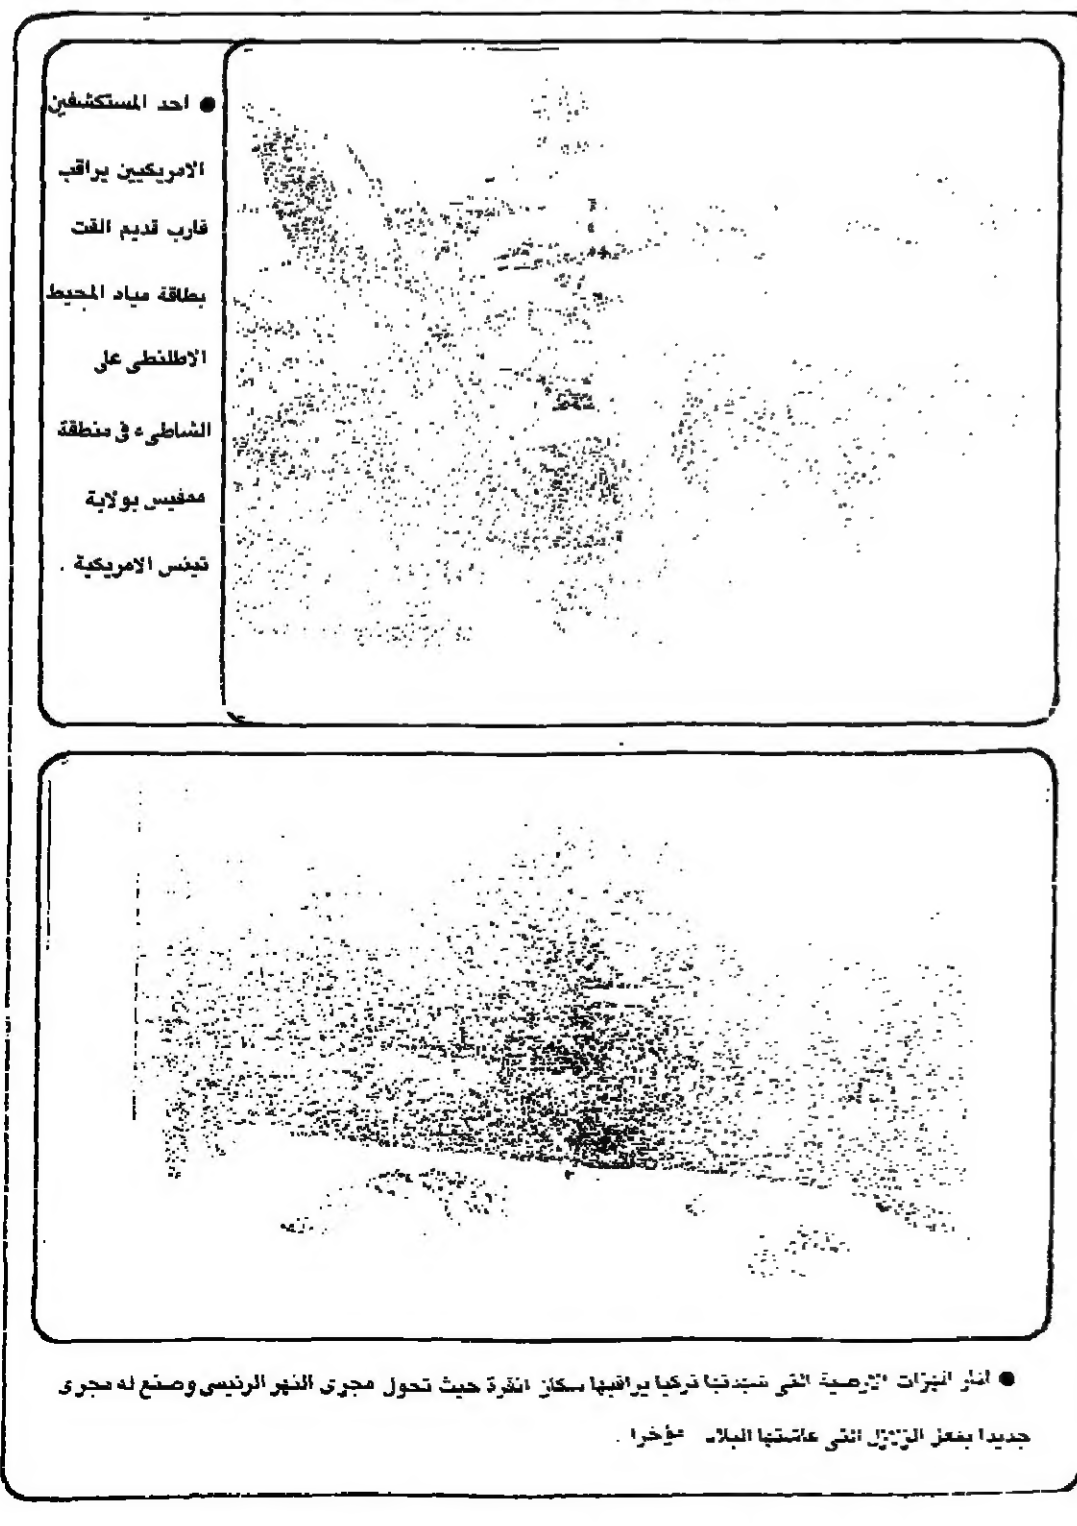 ● احد المستكشفين
الامريكيين يراقب
قارب قديم القت
بطاقة مياه المحيط
الاطلنطى على
الشاطىء فى منطقة
ممفيس بولاية
تينس الامريكية .
● اثار الهزات الارضية التى شهدتها تركيا يراقبها سكان انقرة حيث تحول مجرى النهر الرئيسى وصنع له مجرى
جديدا بفعل الزلازل التى عاشتها البلاد مؤخرا .